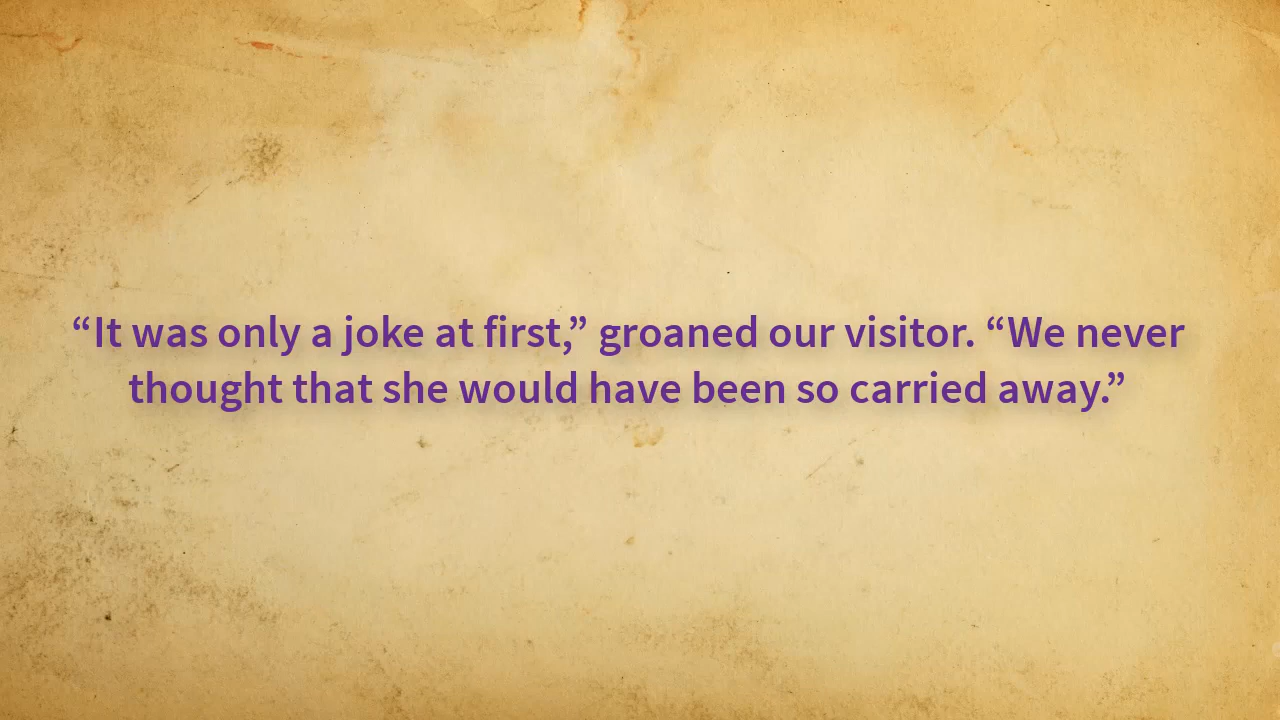 “It was only a joke at first,” groaned our visitor. “We never
thought that she would have been so carried away.”